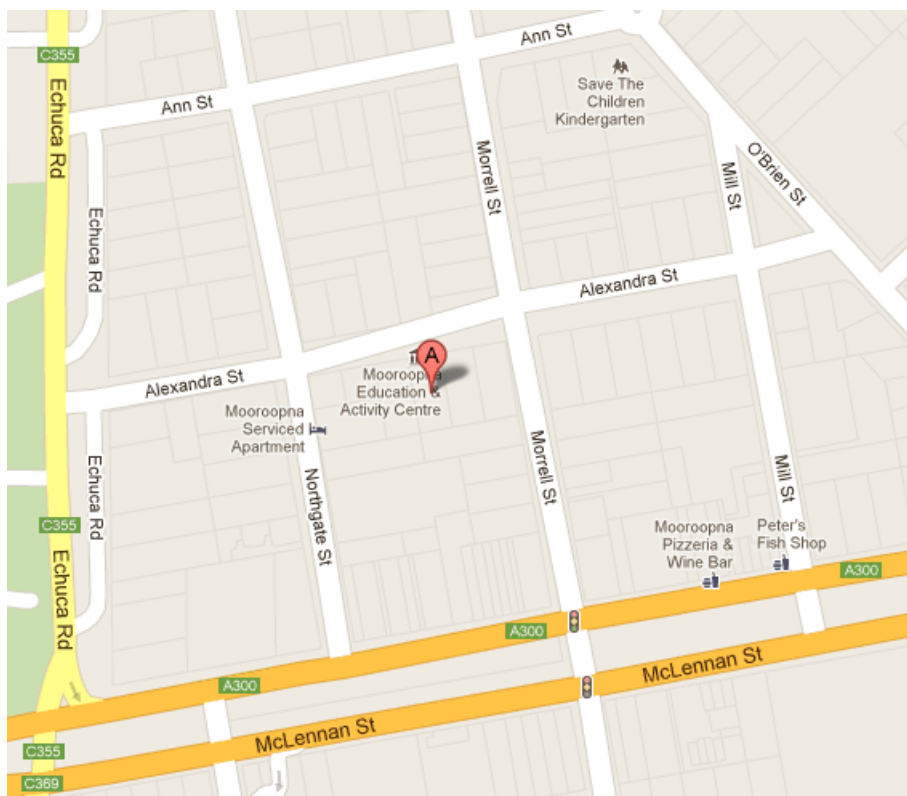 Ann St
C355
Echuca Rd
Save The
Children
Kindergarten
Ann St
Morrell St
O'Brien St
Mill St
Echuca Rd
Alexandra St
A
Mooroopna
Education &
Activity Centre
Alexandra St
Mooroopna
Serviced
Apartment
Echuca Rd
Northgate St
Morrell St
Mill St
C355
Mooroopna
Pizzeria &
Wine Bar
Peter's
Fish Shop
Echuca Rd
A300
A300
McLennan St
A300
McLennan St
C355
C369